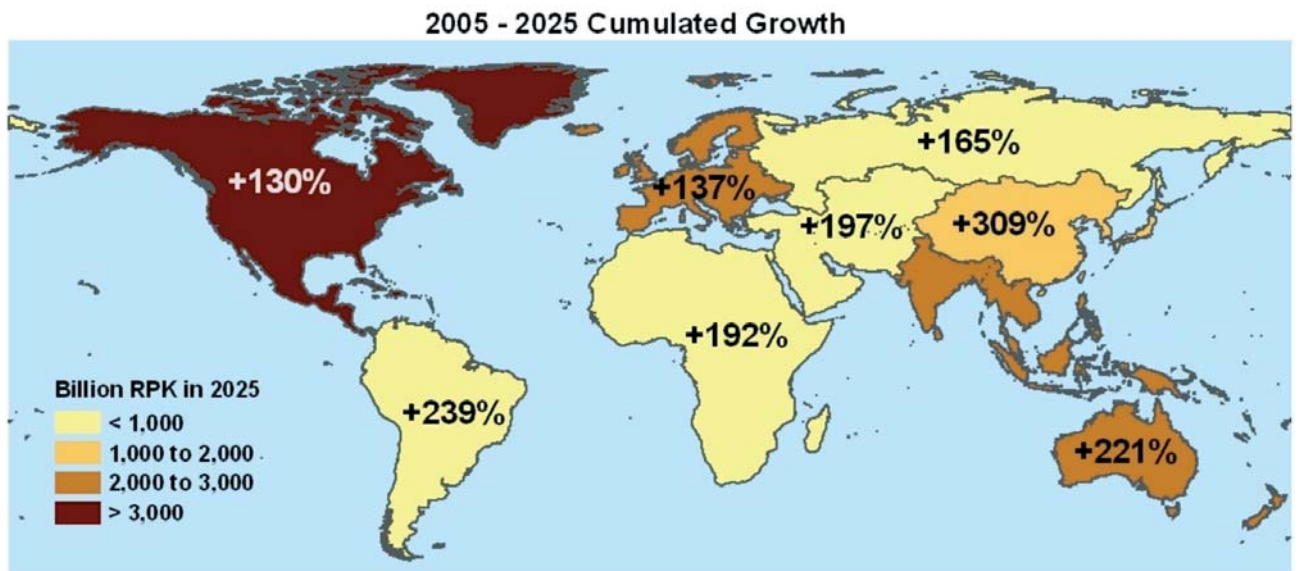 2005 - 2025 Cumulated Growth
+165%
+130%
+137%
+197%
+309%
+192%
+239%
+221%
Billion RPK in 2025
< 1,000
1,000 to 2,000
2,000 to 3,000
> 3,000